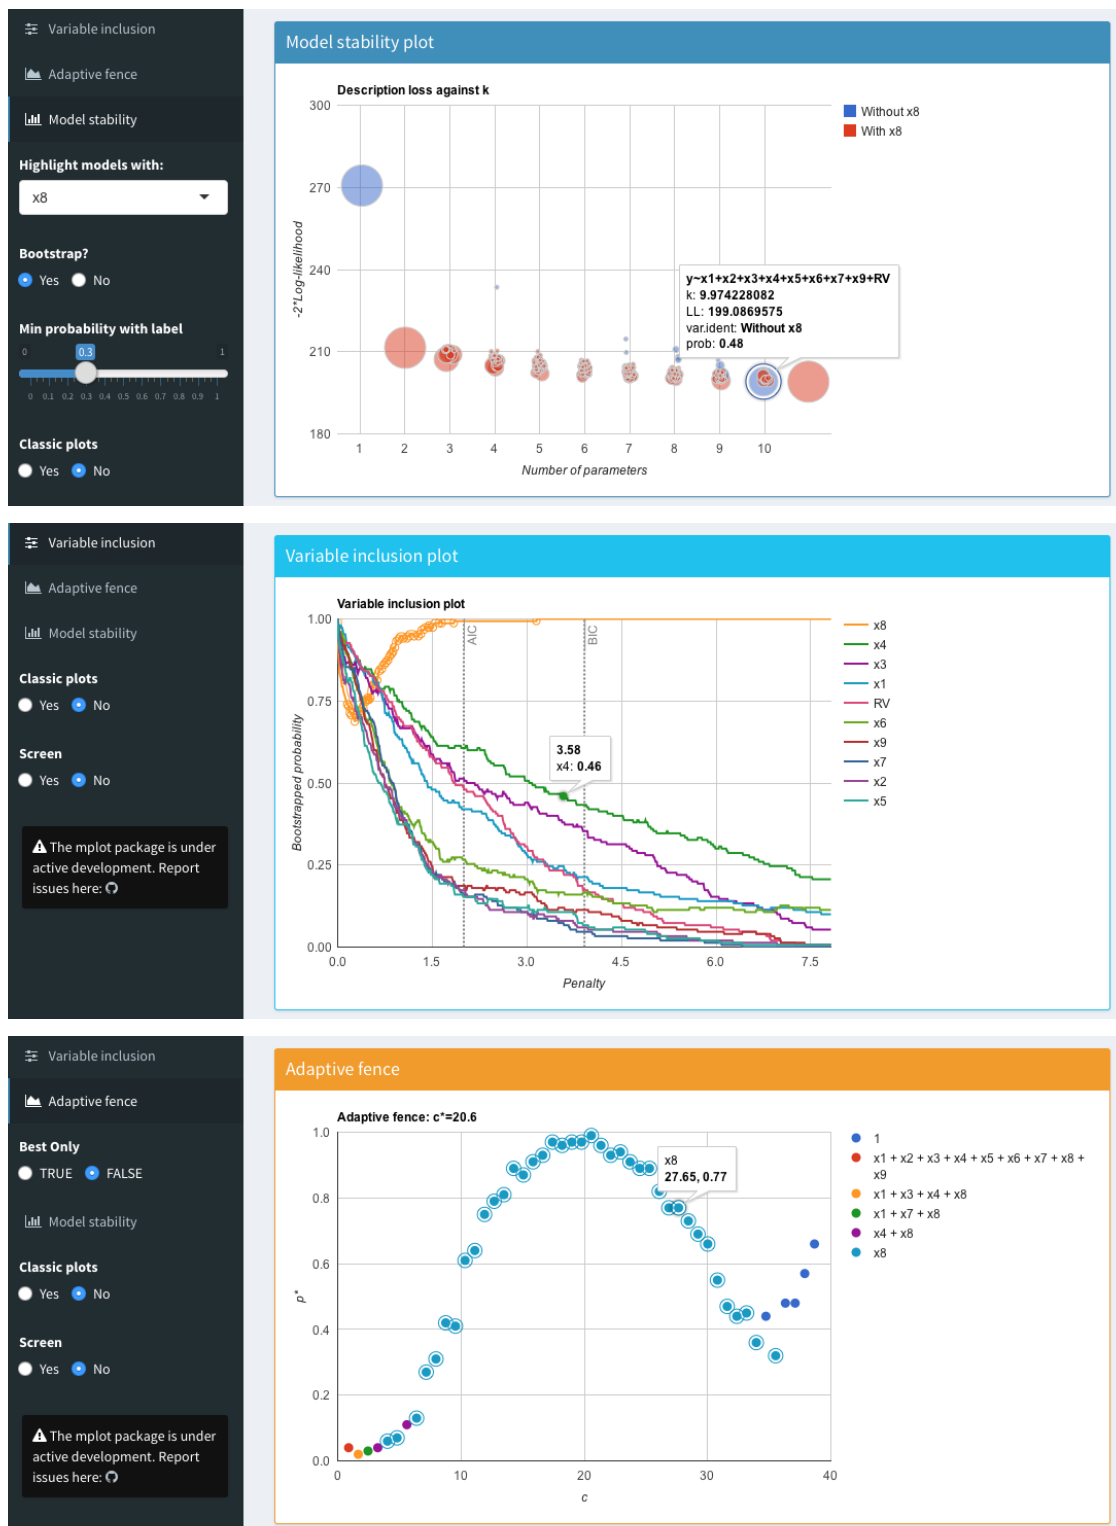 Variable inclusion
Adaptive fence
Model stability
Highlight models with:
x8
Bootstrap?
Yes No
Min probability with label
0 0.3 1
0 0.1 0.2 0.3 0.4 0.5 0.6 0.7 0.8 0.9 1
Classic plots
Yes No
Model stability plot
Description loss against k
300
270
240
210
180
-2*Log-likelihood
1 2 3 4 5 6 7 8 9 10
Number of parameters
Without x8
With x8
y~x1+x2+x3+x4+x5+x6+x7+x9+RV
k: 9.974228082
LL: 199.0869575
var.ident: Without x8
prob: 0.48
Variable inclusion
Adaptive fence
Model stability
Classic plots
Yes No
Screen
Yes No
The mplot package is under
active development. Report
issues here:
Variable inclusion plot
Variable inclusion plot
1.00
0.75
0.50
0.25
0.00
Bootstrapped probability
AIC
BIC
3.58
x4: 0.46
0.0 1.5 3.0 4.5 6.0 7.5
Penalty
x8
x4
x3
x1
RV
x6
x9
x7
x2
x5
Variable inclusion
Adaptive fence
Best Only
TRUE FALSE
Model stability
Classic plots
Yes No
Screen
Yes No
The mplot package is under
active development. Report
issues here:
Adaptive fence
Adaptive fence: c*=20.6
1.0
0.8
0.6
0.4
0.2
0.0
p*
x8
27.65, 0.77
0 10 20 30 40
c
1
x1 + x2 + x3 + x4 + x5 + x6 + x7 + x8 +
x9
x1 + x3 + x4 + x8
x1 + x7 + x8
x4 + x8
x8